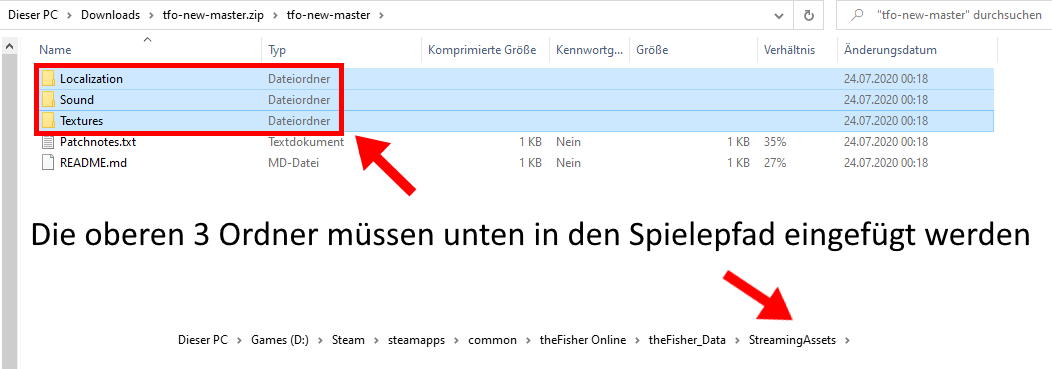 Dieser PC > Downloads > tfo-new-master.zip > tfo-new-master > "tfo-new-master" durchsuchen
Name Typ Komprimierte Größe Kennwortg... Größe Verhältnis Änderungsdatum
Localization Dateiordner 24.07.2020 00:18
Sound Dateiordner 24.07.2020 00:18
Textures Dateiordner 24.07.2020 00:18
Patchnotes.txt Textdokument 1 KB Nein 1 KB 35% 24.07.2020 00:18
README.md MD-Datei 1 KB Nein 1 KB 27% 24.07.2020 00:18
Die oberen 3 Ordner müssen unten in den Spielepfad eingefügt werden
Dieser PC > Games (D:) > Steam > steamapps > common > theFisher Online > theFisher_Data > StreamingAssets >